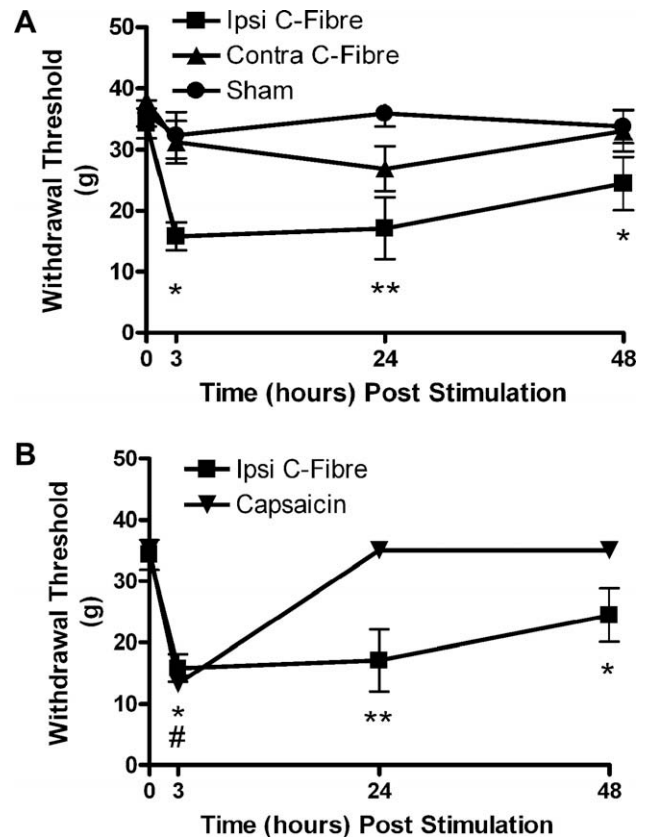 A
Ipsi C-Fibre
Contra C-Fibre
Sham
Withdrawal Threshold
(g)
50
40
30
20
10
0
*
**
*
0 3 24 48
Time (hours) Post Stimulation
B
Ipsi C-Fibre
Capsaicin
Withdrawal Threshold
(g)
50
40
30
20
10
0
*
#
**
*
0 3 24 48
Time (hours) Post Stimulation